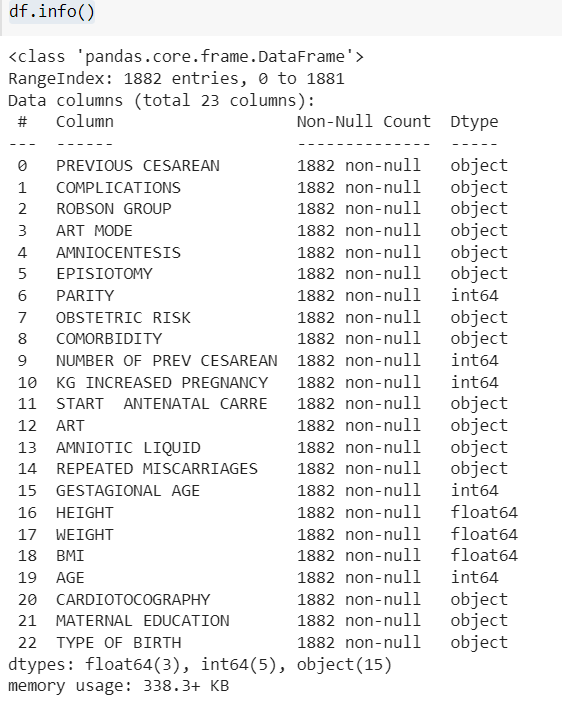 df.info()
<class 'pandas.core.frame.DataFrame'>
RangeIndex: 1882 entries, 0 to 1881
Data columns (total 23 columns):
 #   Column                   Non-Null Count  Dtype
---  ------                   --------------  -----
 0   PREVIOUS CESAREAN        1882 non-null   object
 1   COMPLICATIONS            1882 non-null   object
 2   ROBSON GROUP             1882 non-null   object
 3   ART MODE                 1882 non-null   object
 4   AMNIOCENTESIS            1882 non-null   object
 5   EPISIOTOMY               1882 non-null   object
 6   PARITY                   1882 non-null   int64
 7   OBSTETRIC RISK           1882 non-null   object
 8   COMORBIDITY              1882 non-null   object
 9   NUMBER OF PREV CESAREAN  1882 non-null   int64
 10  KG INCREASED PREGNANCY   1882 non-null   int64
 11  START  ANTENATAL CARRE   1882 non-null   object
 12  ART                      1882 non-null   object
 13  AMNIOTIC LIQUID          1882 non-null   object
 14  REPEATED MISCARRIAGES    1882 non-null   object
 15  GESTAGIONAL AGE          1882 non-null   int64
 16  HEIGHT                   1882 non-null   float64
 17  WEIGHT                   1882 non-null   float64
 18  BMI                      1882 non-null   float64
 19  AGE                      1882 non-null   int64
 20  CARDIOTOCOGRAPHY         1882 non-null   object
 21  MATERNAL EDUCATION       1882 non-null   object
 22  TYPE OF BIRTH            1882 non-null   object
dtypes: float64(3), int64(5), object(15)
memory usage: 338.3+ KB